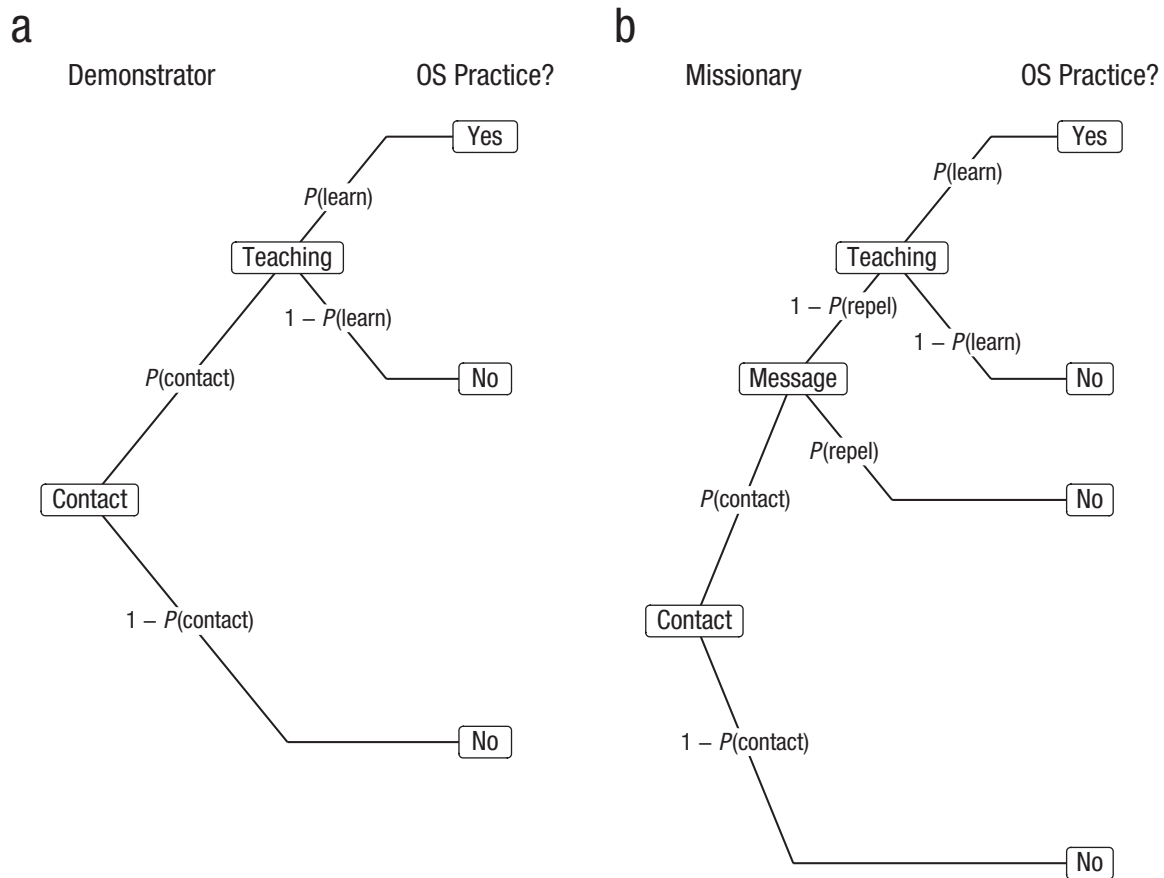 a
Demonstrator
OS Practice?
Yes
P(learn)
Teaching
1 – P(learn)
P(contact)
No
Contact
1 – P(contact)
No
b
Missionary
OS Practice?
Yes
P(learn)
Teaching
1 – P(repel)
1 – P(learn)
Message
No
P(repel)
P(contact)
No
Contact
1 – P(contact)
No